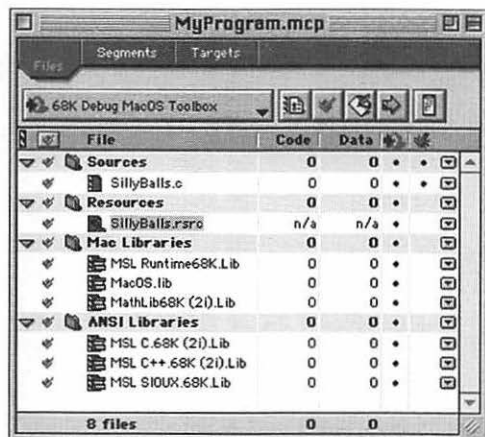 MyProgram.mcp
Files Segments Targets
68K Debug MacOS Toolbox
File Code Data
Sources 0 0
SillyBalls.c 0 0
Resources 0 0
SillyBalls.rsrc n/a n/a
Mac Libraries 0 0
MSL Runtime68K.Lib 0 0
MacOS.lib 0 0
MathLib68K (2i).Lib 0 0
ANSI Libraries 0 0
MSL C.68K (2i).Lib 0 0
MSL C++.68K (2i).Lib 0 0
MSL SIOUX.68K.Lib 0 0
8 files 0 0